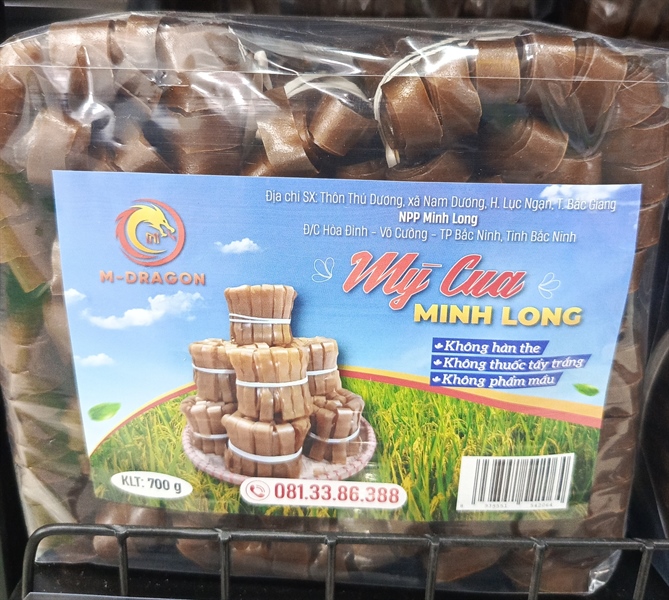 Địa chỉ SX: Thôn Thủ Dương, xã Nam Dương, H. Lục Ngạn, T. Bắc Giang
NPP Minh Long
Đ/C Hòa Đình - Võ Cường - TP Bắc Ninh, Tỉnh Bắc Ninh
M-DRAGON
Mỳ Cua
MINH LONG
Không hàn the
Không thuốc tẩy trắng
Không phẩm mầu
KLT: 700 g
081.33.86.388